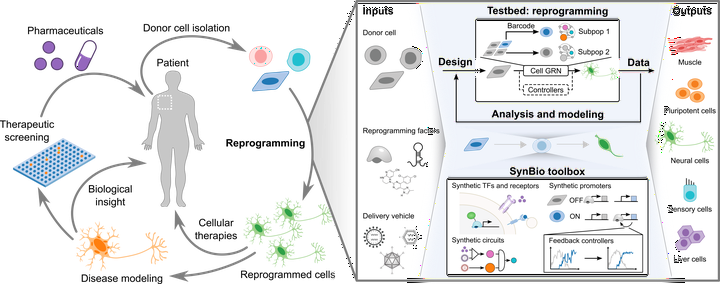 Pharmaceuticals
Donor cell isolation
Patient
Therapeutic
screening
Reprogramming
Biological
insight
Cellular
therapies
Disease modeling
Reprogrammed cells
Inputs
Donor cell
Reprogramming factors
Delivery vehicle
Testbed: reprogramming
Barcode
Subpop 1
Subpop 2
Design
Cell GRN
Data
Controllers
Analysis and modeling
SynBio toolbox
Synthetic TFs and receptors
Synthetic promoters
OFF
ON
Synthetic circuits
Feedback controllers
Outputs
Muscle
Pluripotent cells
Neural cells
Sensory cells
Liver cells